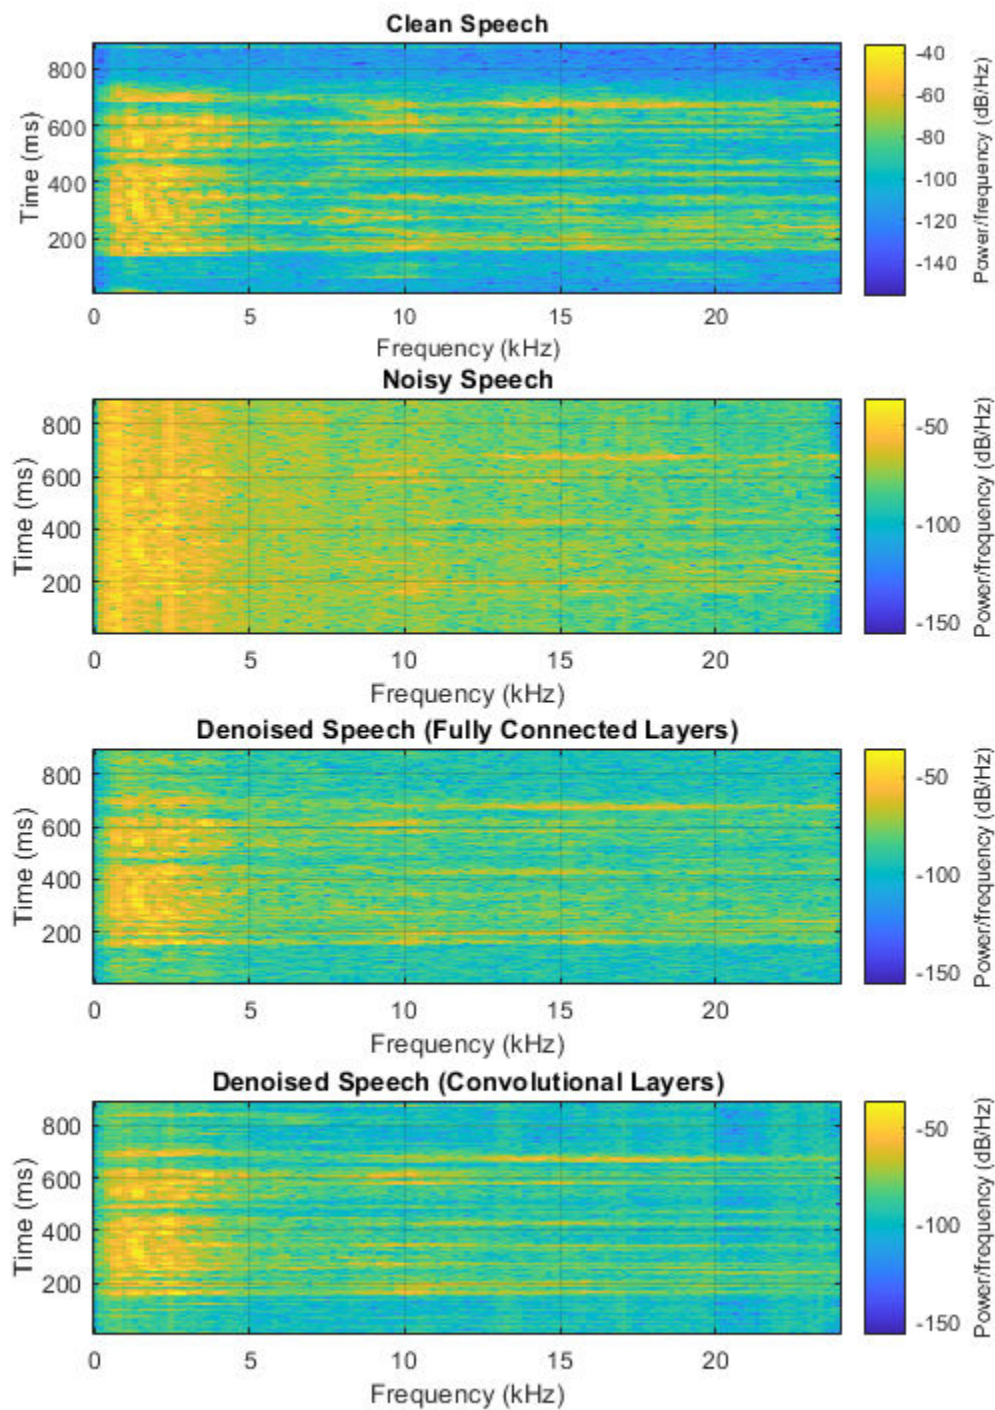 Clean Speech
800
600
400
200
Time (ms)
0 5 10 15 20
Frequency (kHz)
-40
-60
-80
-100
-120
-140
Power/frequency (dB/Hz)
Noisy Speech
800
600
400
200
Time (ms)
0 5 10 15 20
Frequency (kHz)
-50
-100
-150
Power/frequency (dB/Hz)
Denoised Speech (Fully Connected Layers)
800
600
400
200
Time (ms)
0 5 10 15 20
Frequency (kHz)
-50
-100
-150
Power/frequency (dB/Hz)
Denoised Speech (Convolutional Layers)
800
600
400
200
Time (ms)
0 5 10 15 20
Frequency (kHz)
-50
-100
-150
Power/frequency (dB/Hz)